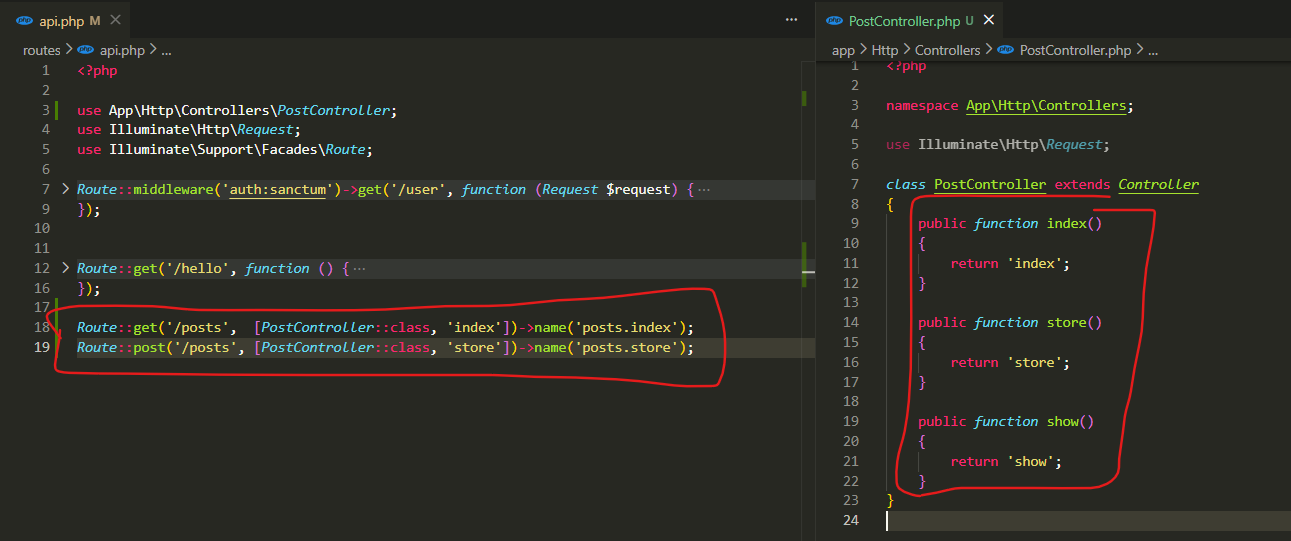 php api.php M
routes > php api.php > ...
1 <?php
2
3 use App\Http\Controllers\PostController;
4 use Illuminate\Http\Request;
5 use Illuminate\Support\Facades\Route;
6
7 Route::middleware('auth:sanctum')->get('/user', function (Request $request) { ...
9 });
10
11
12 Route::get('/hello', function () { ...
16 });
17
18 Route::get('/posts',  [PostController::class, 'index'])->name('posts.index');
19 Route::post('/posts', [PostController::class, 'store'])->name('posts.store');
php PostController.php U
app > Http > Controllers > php PostController.php > ...
1 <?php
2
3 namespace App\Http\Controllers;
4
5 use Illuminate\Http\Request;
6
7 class PostController extends Controller
8 {
9     public function index()
10     {
11         return 'index';
12     }
13
14     public function store()
15     {
16         return 'store';
17     }
18
19     public function show()
20     {
21         return 'show';
22     }
23 }
24